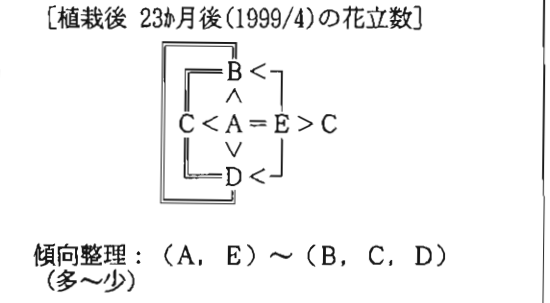 ［植栽後 23ｶ月後(1999/4)の花立数］
B <
∧
C < A = E > C
∨
D <
傾向整理：（A, E）～（B, C, D）
（多～少）